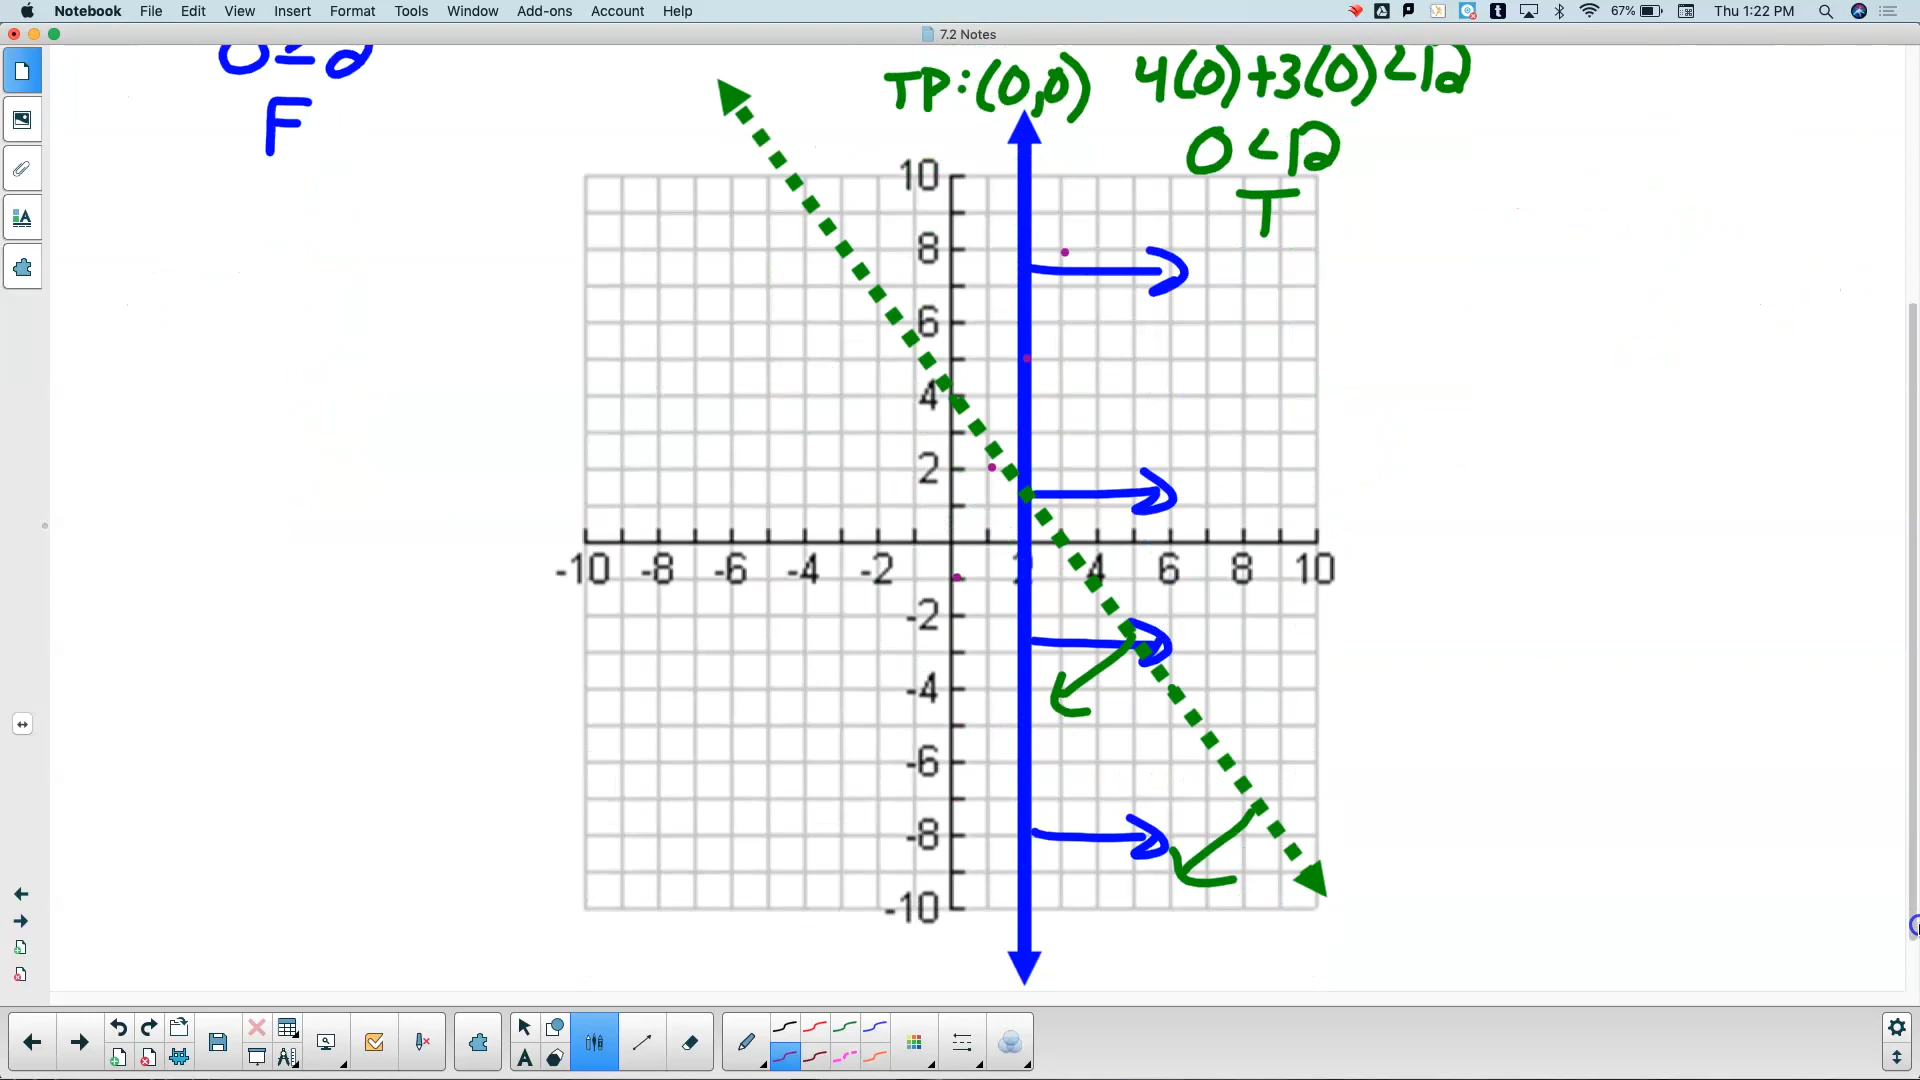 Notebook File Edit View Insert Format Tools Window Add-ons Account Help 67% Thu 1:22 PM
7.2 Notes
0 ≥ 2
F
TP: (0,0) 4(0)+3(0)<12
0<12
T
10
8
6
4
2
-10 -8 -6 -4 -2 4 6 8 10
-2
-4
-6
-8
-10